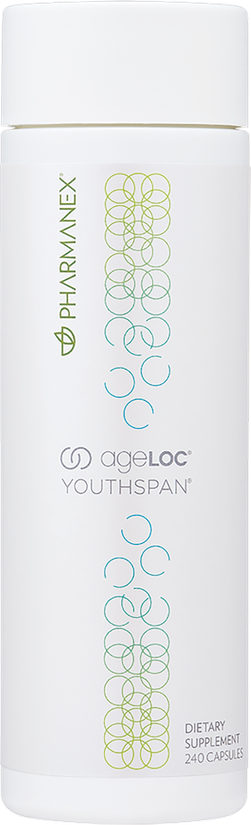 PHARMANEX®
ageLOC®
YOUTHSPAN®
DIETARY
SUPPLEMENT
240 CAPSULES